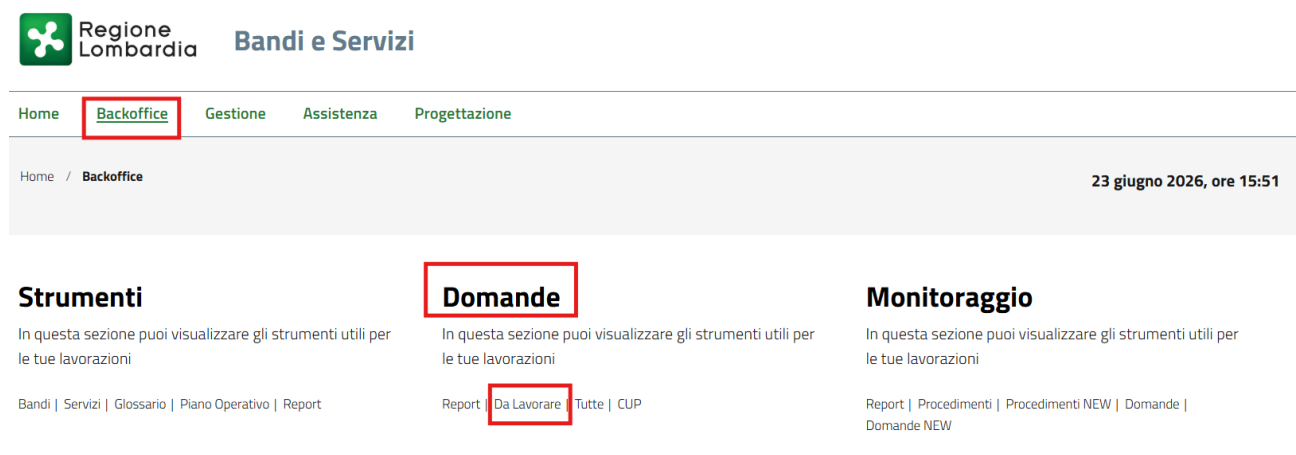 Regione
Lombardia
Bandi e Servizi
Home Backoffice Gestione Assistenza Progettazione
Home / Backoffice
23 giugno 2026, ore 15:51
Strumenti
In questa sezione puoi visualizzare gli strumenti utili per
le tue lavorazioni
Bandi | Servizi | Glossario | Piano Operativo | Report
Domande
In questa sezione puoi visualizzare gli strumenti utili per
le tue lavorazioni
Report | Da Lavorare | Tutte | CUP
Monitoraggio
In questa sezione puoi visualizzare gli strumenti utili per
le tue lavorazioni
Report | Procedimenti | Procedimenti NEW | Domande |
Domande NEW